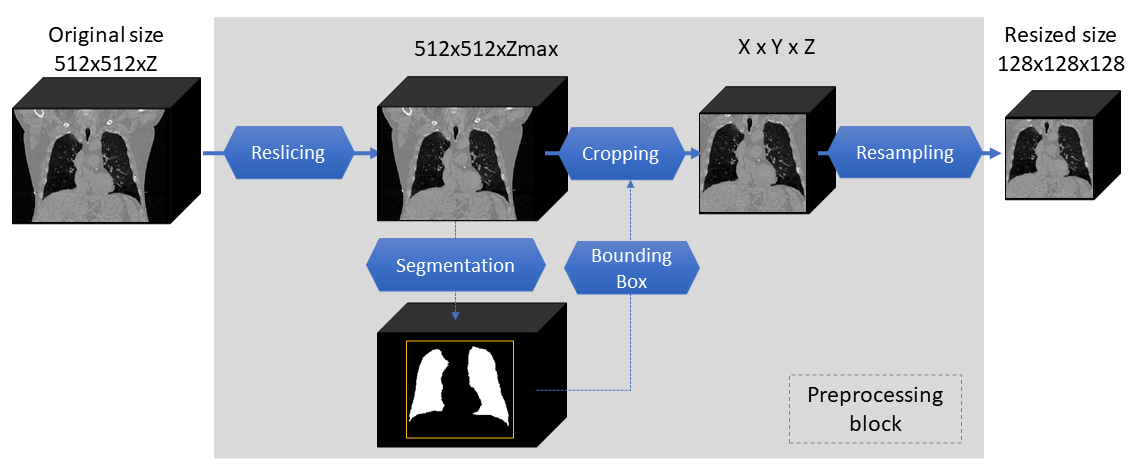 Original size
512x512xZ
512x512xZmax
X x Y x Z
Resized size
128x128x128
Reslicing
Cropping
Resampling
Segmentation
Bounding
Box
Preprocessing
block